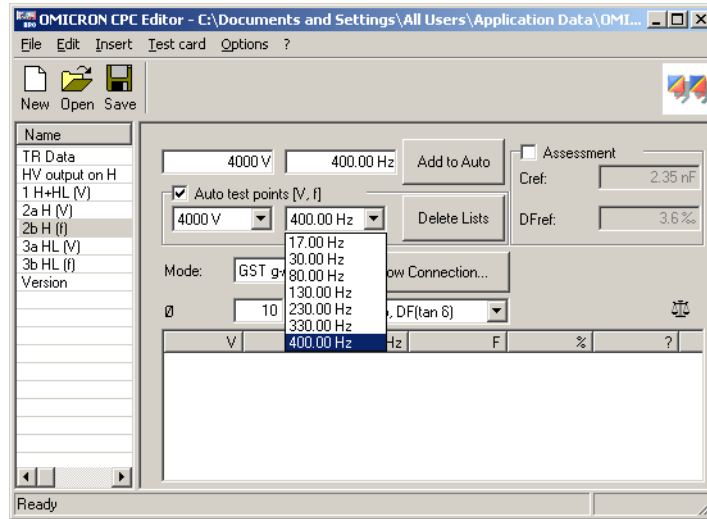 OMICRON CPC Editor - C:\Documents and Settings\All Users\Application Data\OMI...
File Edit Insert Test card Options ?
New Open Save
Name
TR Data
HV output on H
1 H+HL (V)
2a H (V)
2b H (f)
3a HL (V)
3b HL (f)
Version
4000 V 400.00 Hz Add to Auto
Assessment
Cref: 2.35 nF
DFref: 3.6‰
Auto test points [V, f]
4000 V 400.00 Hz Delete Lists
17.00 Hz
30.00 Hz
80.00 Hz
130.00 Hz
230.00 Hz
330.00 Hz
400.00 Hz
Mode: GST Connection...
Ø 10 DF(tan δ)
V Hz F % ?
Ready